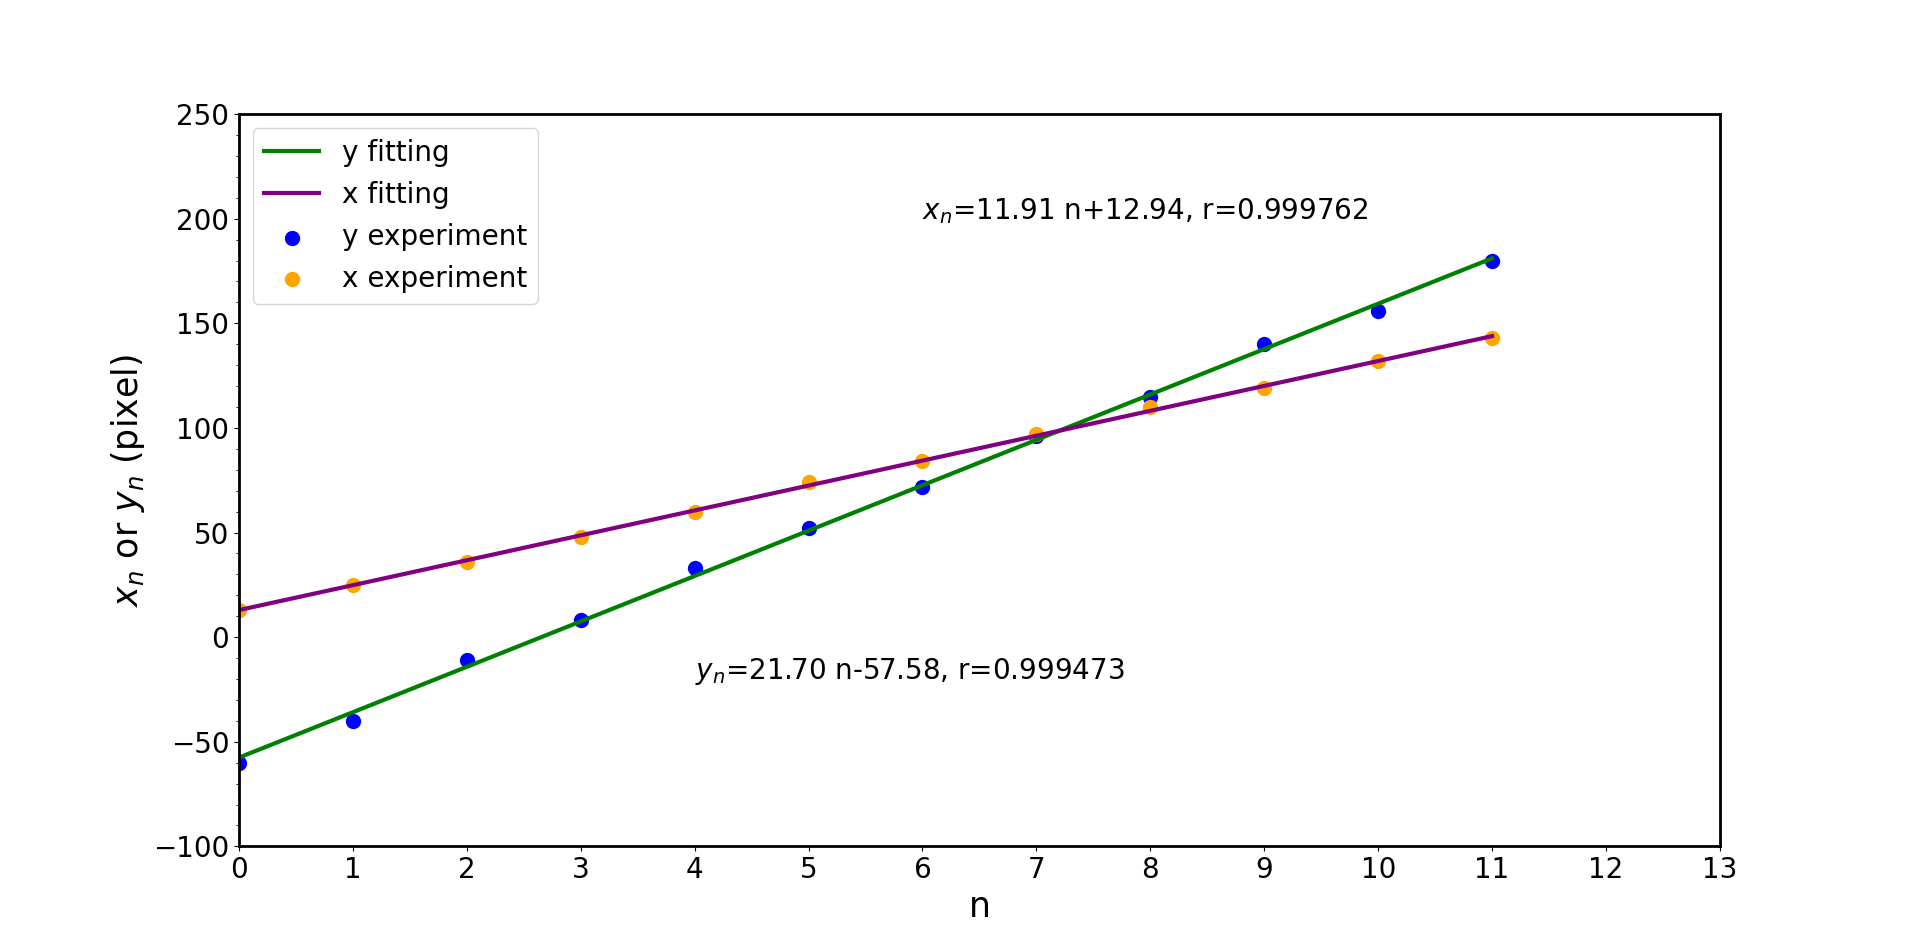 250
200
150
100
50
0
−50
−100
y fitting
x fitting
y experiment
x experiment
xₙ=11.91 n+12.94, r=0.999762
yₙ=21.70 n-57.58, r=0.999473
xₙ or yₙ (pixel)
0 1 2 3 4 5 6 7 8 9 10 11 12 13
n